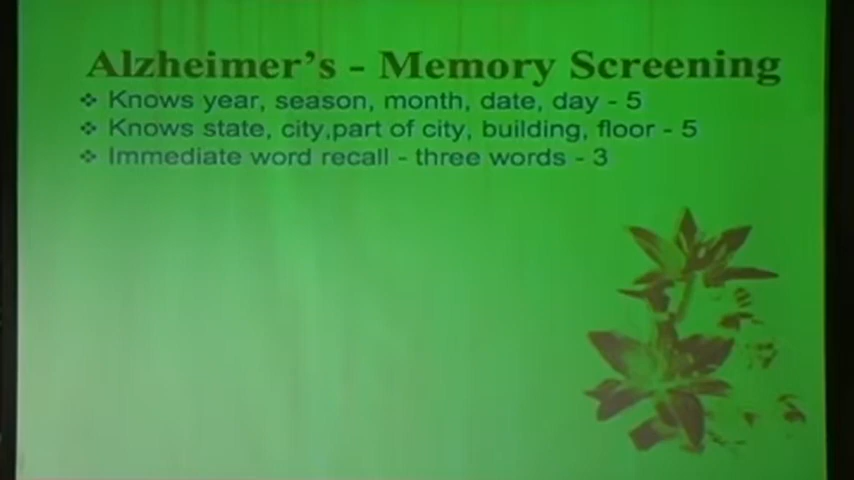 Alzheimer's - Memory Screening
❖ Knows year, season, month, date, day - 5
❖ Knows state, city,part of city, building, floor - 5
❖ Immediate word recall - three words - 3